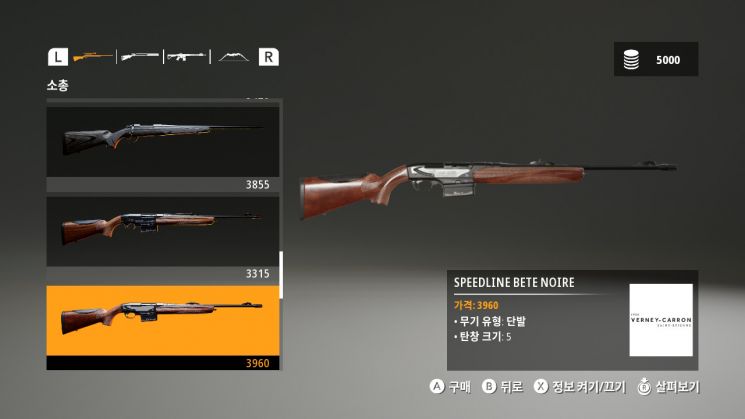 L
R
5000
소총
3855
3315
3960
SPEEDLINE BETE NOIRE
가격: 3960
• 무기 유형: 단발
• 탄창 크기: 5
VERNEY-CARRON
SAINT-ETIENNE
A 구매
B 뒤로
X 정보 켜기/끄기
R 살펴보기